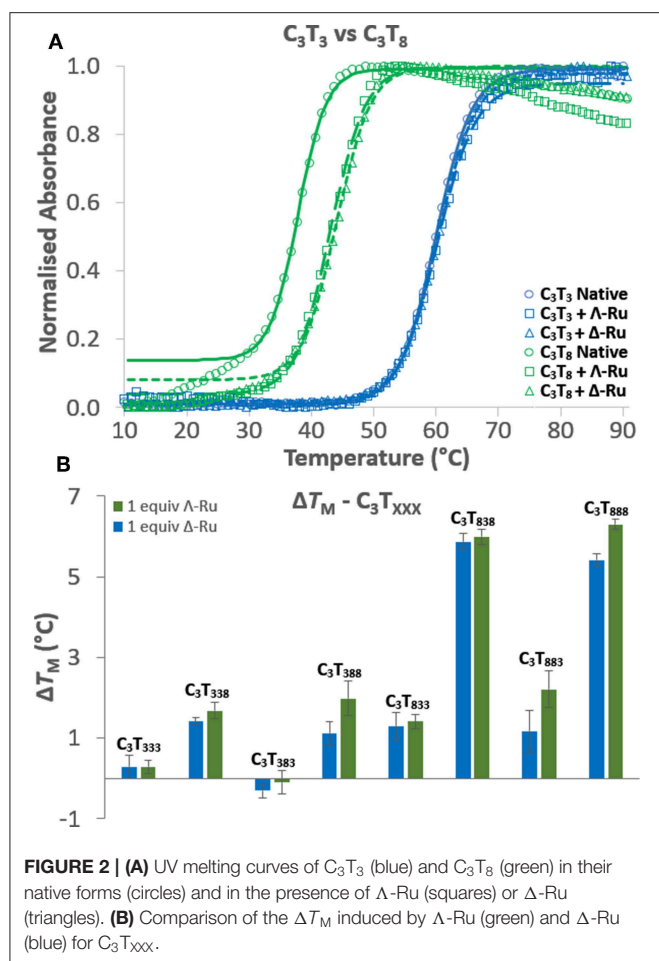 C₃T₃ vs C₃T₈
A
1.0
0.8
0.6
0.4
0.2
0.0
Normalised Absorbance
C₃T₃ Native
C₃T₃ + Λ-Ru
C₃T₃ + Δ-Ru
C₃T₈ Native
C₃T₈ + Λ-Ru
C₃T₈ + Δ-Ru
10 20 30 40 50 60 70 80 90
Temperature (°C)
B
ΔT_M - C₃T_XXX
1 equiv Λ-Ru
1 equiv Δ-Ru
7
5
3
1
-1
ΔT_M (°C)
C₃T₃₃₃
C₃T₃₃₈
C₃T₃₈₃
C₃T₃₈₈
C₃T₈₃₃
C₃T₈₃₈
C₃T₈₈₃
C₃T₈₈₈
FIGURE 2 | (A) UV melting curves of C₃T₃ (blue) and C₃T₈ (green) in their
native forms (circles) and in the presence of Λ-Ru (squares) or Δ-Ru
(triangles). (B) Comparison of the ΔT_M induced by Λ-Ru (green) and Δ-Ru
(blue) for C₃T_XXX.